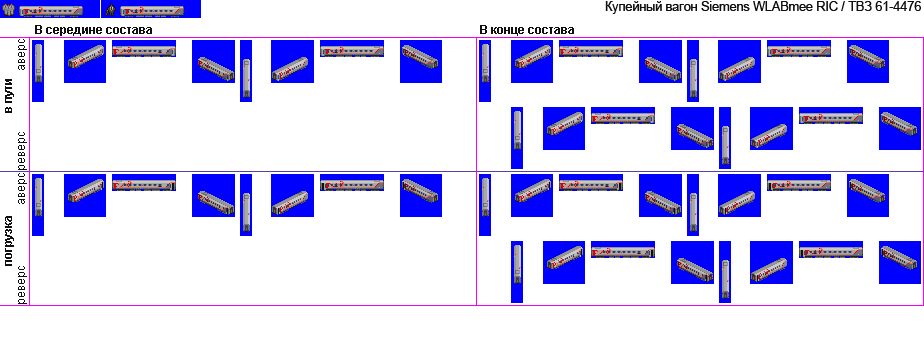 Купейный вагон Siemens WLABmee RIC / ТВЗ 61-4476
В середине состава
В конце состава
в пути
аверс
реверс
погрузка
аверс
реверс